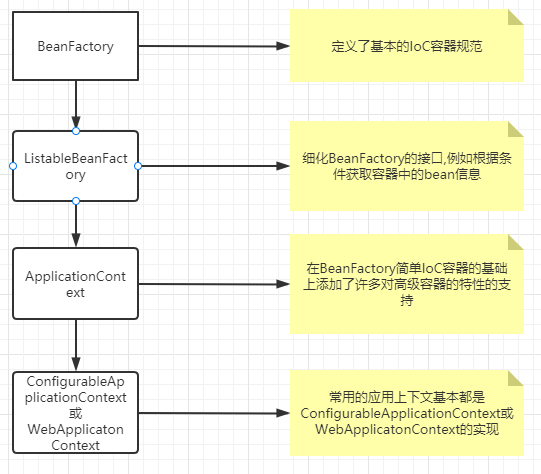 BeanFactory
定义了基本的IoC容器规范
ListableBeanFact
ory
细化BeanFactory的接口,例如根据条
件获取容器中的bean信息
ApplicationCont
ext
在BeanFactory简单IoC容器的基础
上添加了许多对高级容器的特性的支
持
ConfigurableAp
plicationContext
或
WebApplicaton
Context
常用的应用上下文基本都是
ConfigurableApplicationContext或
WebApplicatonContext的实现